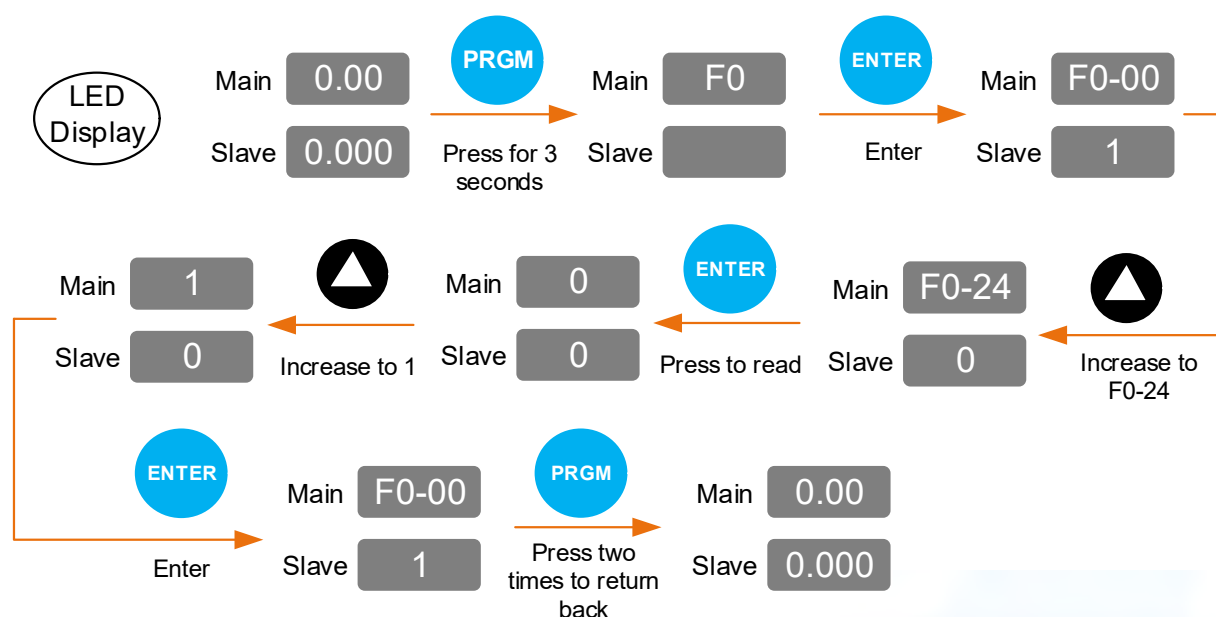 LED
Display
Main 0.00
Slave 0.000
PRGM
Press for 3
seconds
Main F0
Slave
ENTER
Enter
Main F0-00
Slave 1
Increase to
F0-24
Main F0-24
Slave 0
ENTER
Press to read
Main 0
Slave 0
Increase to 1
Main 1
Slave 0
ENTER
Enter
Main F0-00
Slave 1
PRGM
Press two
times to return
back
Main 0.00
Slave 0.000